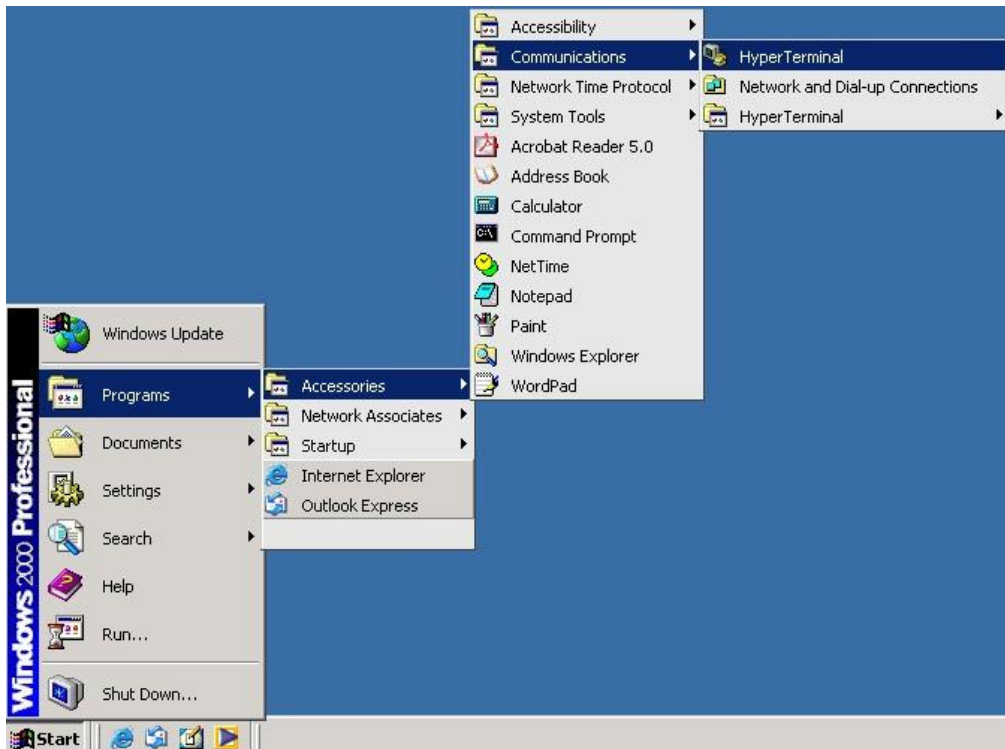 Accessibility
Communications
Network Time Protocol
System Tools
Acrobat Reader 5.0
Address Book
Calculator
Command Prompt
NetTime
Notepad
Paint
Windows Explorer
WordPad
HyperTerminal
Network and Dial-up Connections
HyperTerminal
Windows 2000 Professional
Windows Update
Programs
Documents
Settings
Search
Help
Run...
Shut Down...
Accessories
Network Associates
Startup
Internet Explorer
Outlook Express
Start